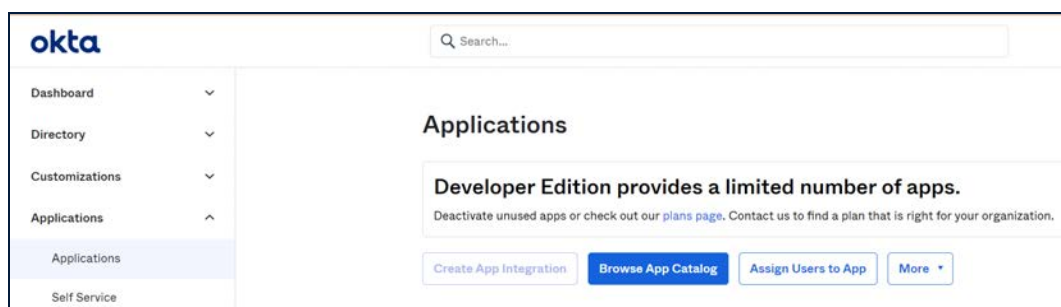 okta
Search...
Dashboard
Directory
Customizations
Applications
Applications
Self Service
Applications
Developer Edition provides a limited number of apps.
Deactivate unused apps or check out our plans page. Contact us to find a plan that is right for your organization.
Create App Integration
Browse App Catalog
Assign Users to App
More